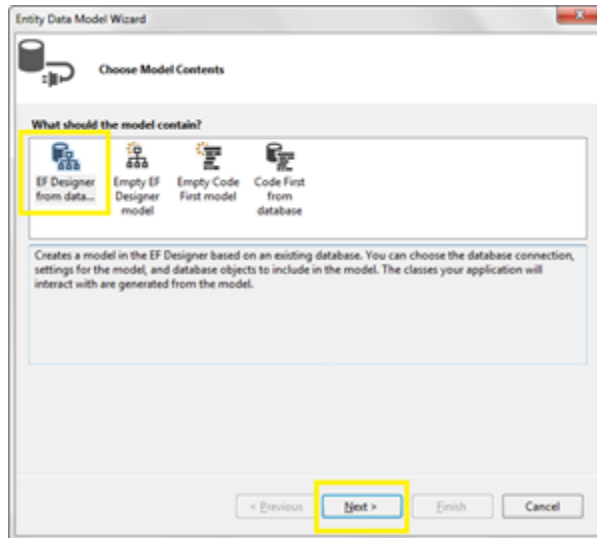 Entity Data Model Wizard
Choose Model Contents
What should the model contain?
EF Designer
from data...
Empty EF
Designer
model
Empty Code
First model
Code First
from
database
Creates a model in the EF Designer based on an existing database. You can choose the database connection,
settings for the model, and database objects to include in the model. The classes your application will
interact with are generated from the model.
< Previous
Next >
Finish
Cancel